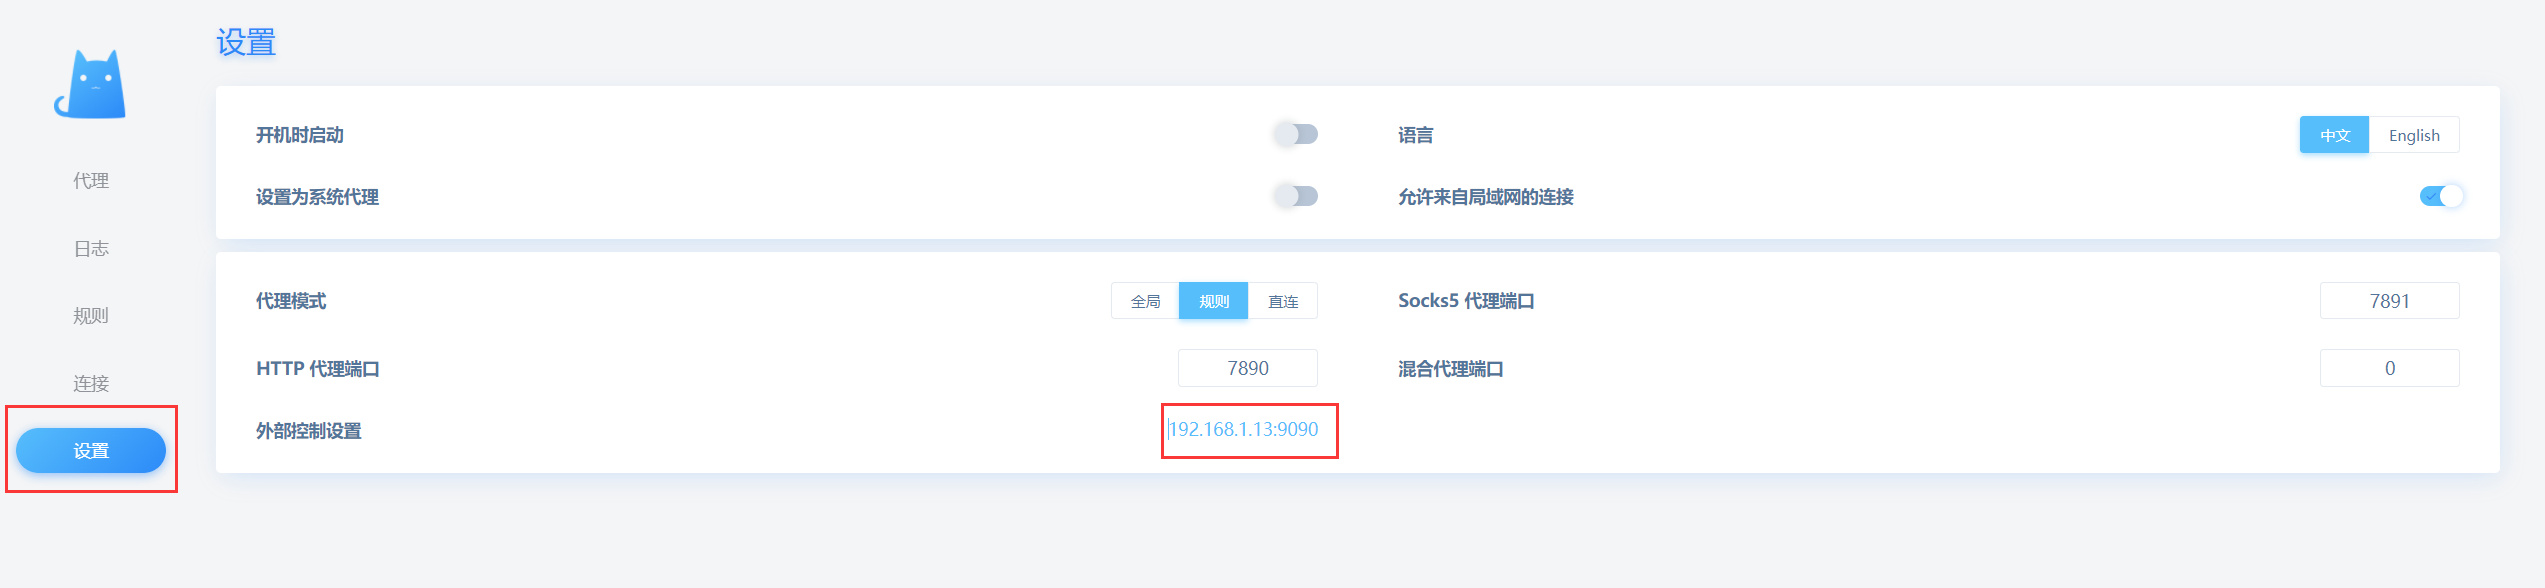 设置
代理
日志
规则
连接
设置
开机时启动
语言
中文 English
设置为系统代理
允许来自局域网的连接
代理模式
全局 规则 直连
Socks5 代理端口
7891
HTTP 代理端口
7890
混合代理端口
0
外部控制设置
192.168.1.13:9090